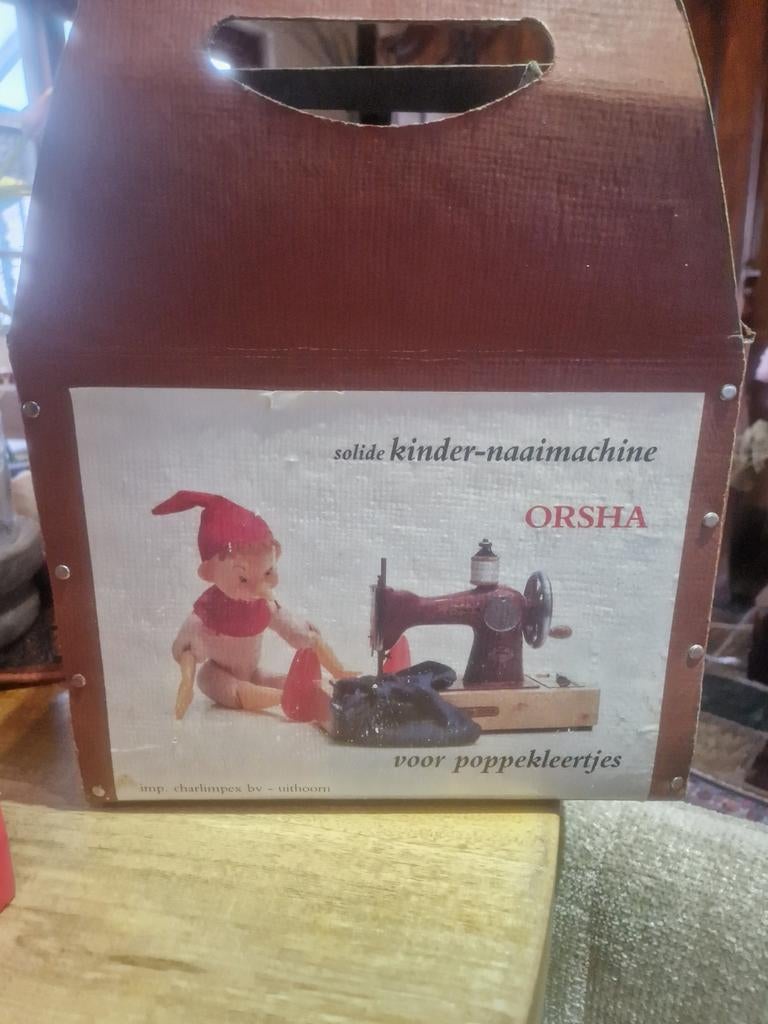 solide kinder-naaimachine
ORSHA
voor poppekleertjes
imp. charlimpex bv - uithoorn